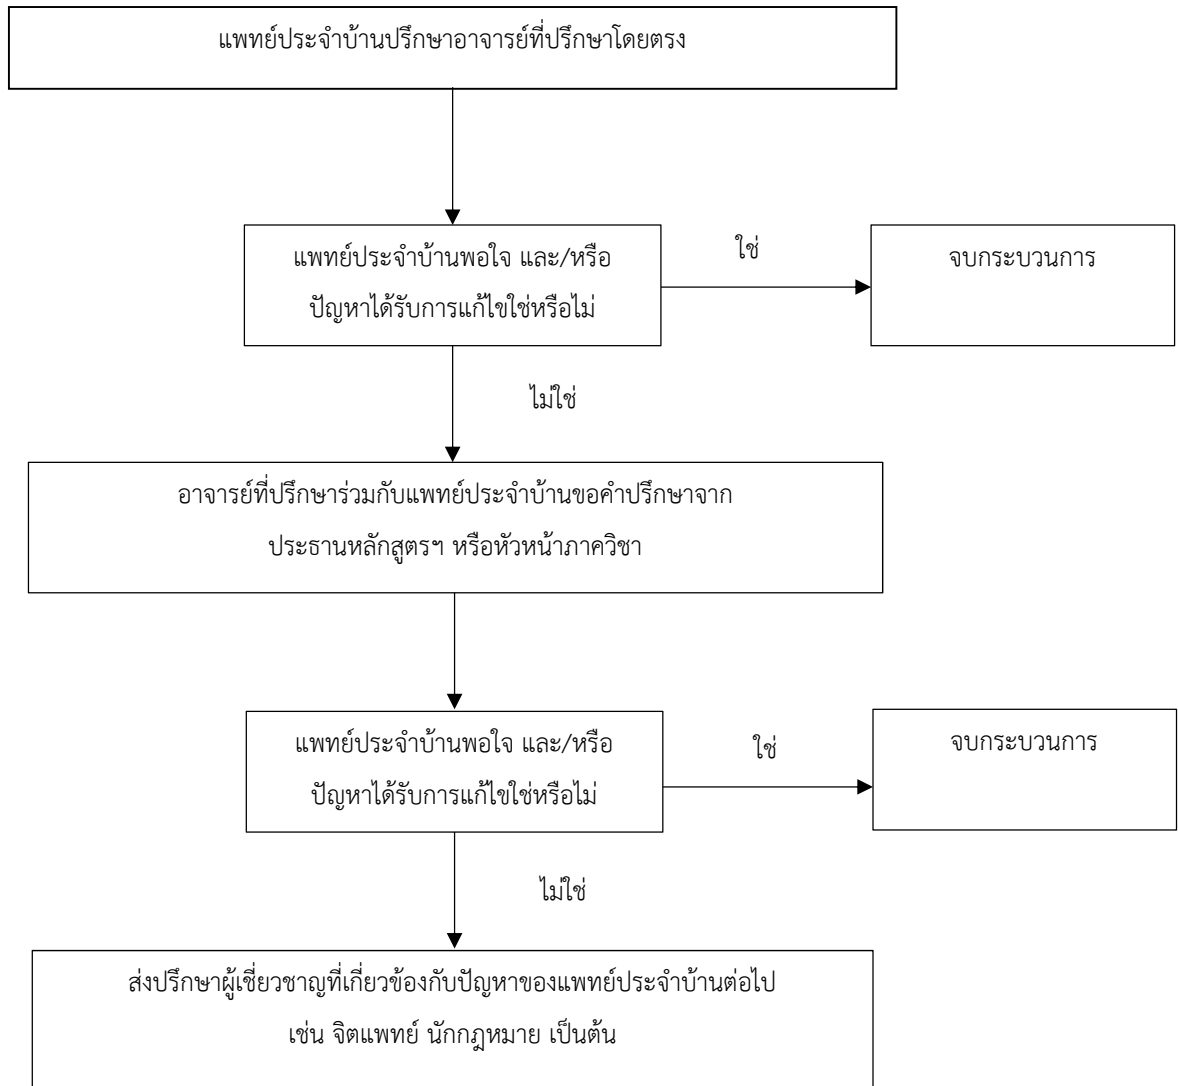 แพทย์ประจำบ้านปรึกษาอาจารย์ที่ปรึกษาโดยตรง
แพทย์ประจำบ้านพอใจ และ/หรือ
ปัญหาได้รับการแก้ไขใช่หรือไม่
ใช่
จบกระบวนการ
ไม่ใช่
อาจารย์ที่ปรึกษาร่วมกับแพทย์ประจำบ้านขอคำปรึกษาจาก
ประธานหลักสูตรฯ หรือหัวหน้าภาควิชา
แพทย์ประจำบ้านพอใจ และ/หรือ
ปัญหาได้รับการแก้ไขใช่หรือไม่
ใช่
จบกระบวนการ
ไม่ใช่
ส่งปรึกษาผู้เชี่ยวชาญที่เกี่ยวข้องกับปัญหาของแพทย์ประจำบ้านต่อไป
เช่น จิตแพทย์ นักกฎหมาย เป็นต้น